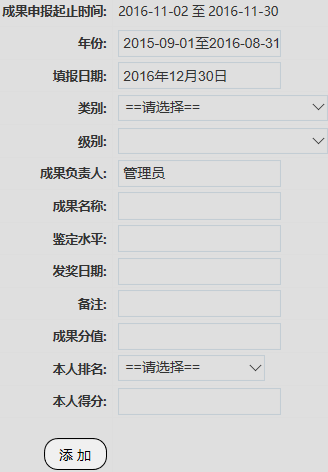 成果申报起止时间: 2016-11-02 至 2016-11-30
年份: 2015-09-01至2016-08-31
填报日期: 2016年12月30日
类别: ==请选择==
级别:
成果负责人: 管理员
成果名称:
鉴定水平:
发奖日期:
备注:
成果分值:
本人排名: ==请选择==
本人得分:
添 加